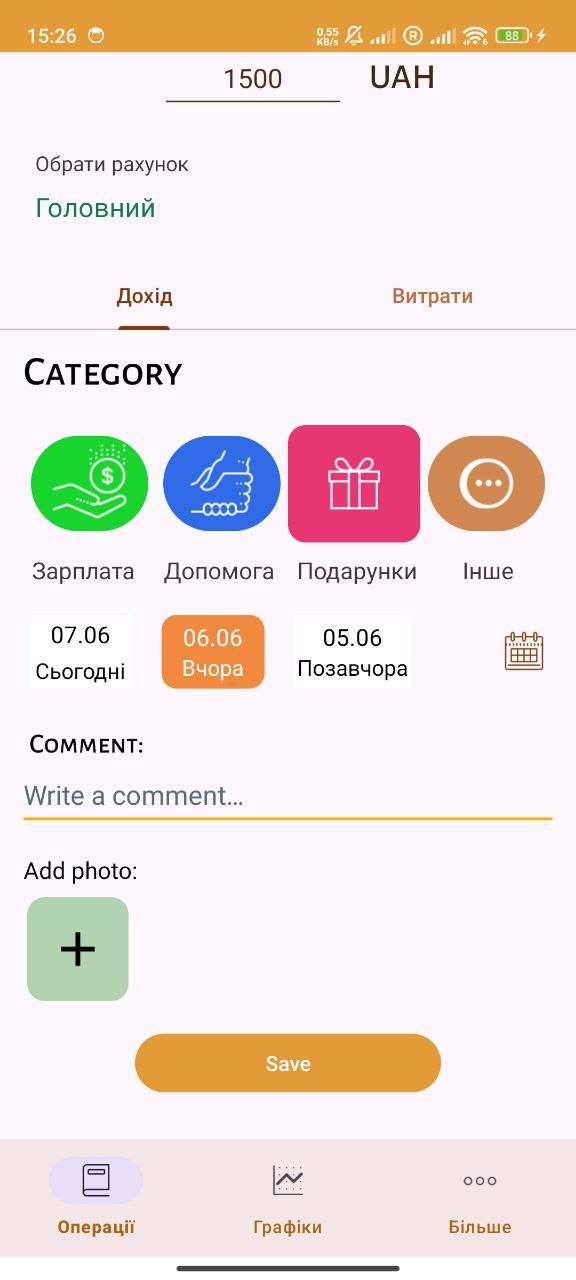 15:26 0,55 KB/s R 6 88
1500 UAH
Обрати рахунок
Головний
Дохід Витрати
CATEGORY
$
Зарплата Допомога Подарунки Інше
07.06 06.06 05.06
Сьогодні Вчора Позавчора
COMMENT:
Write a comment...
Add photo:
+
Save
Операції Графіки Більше